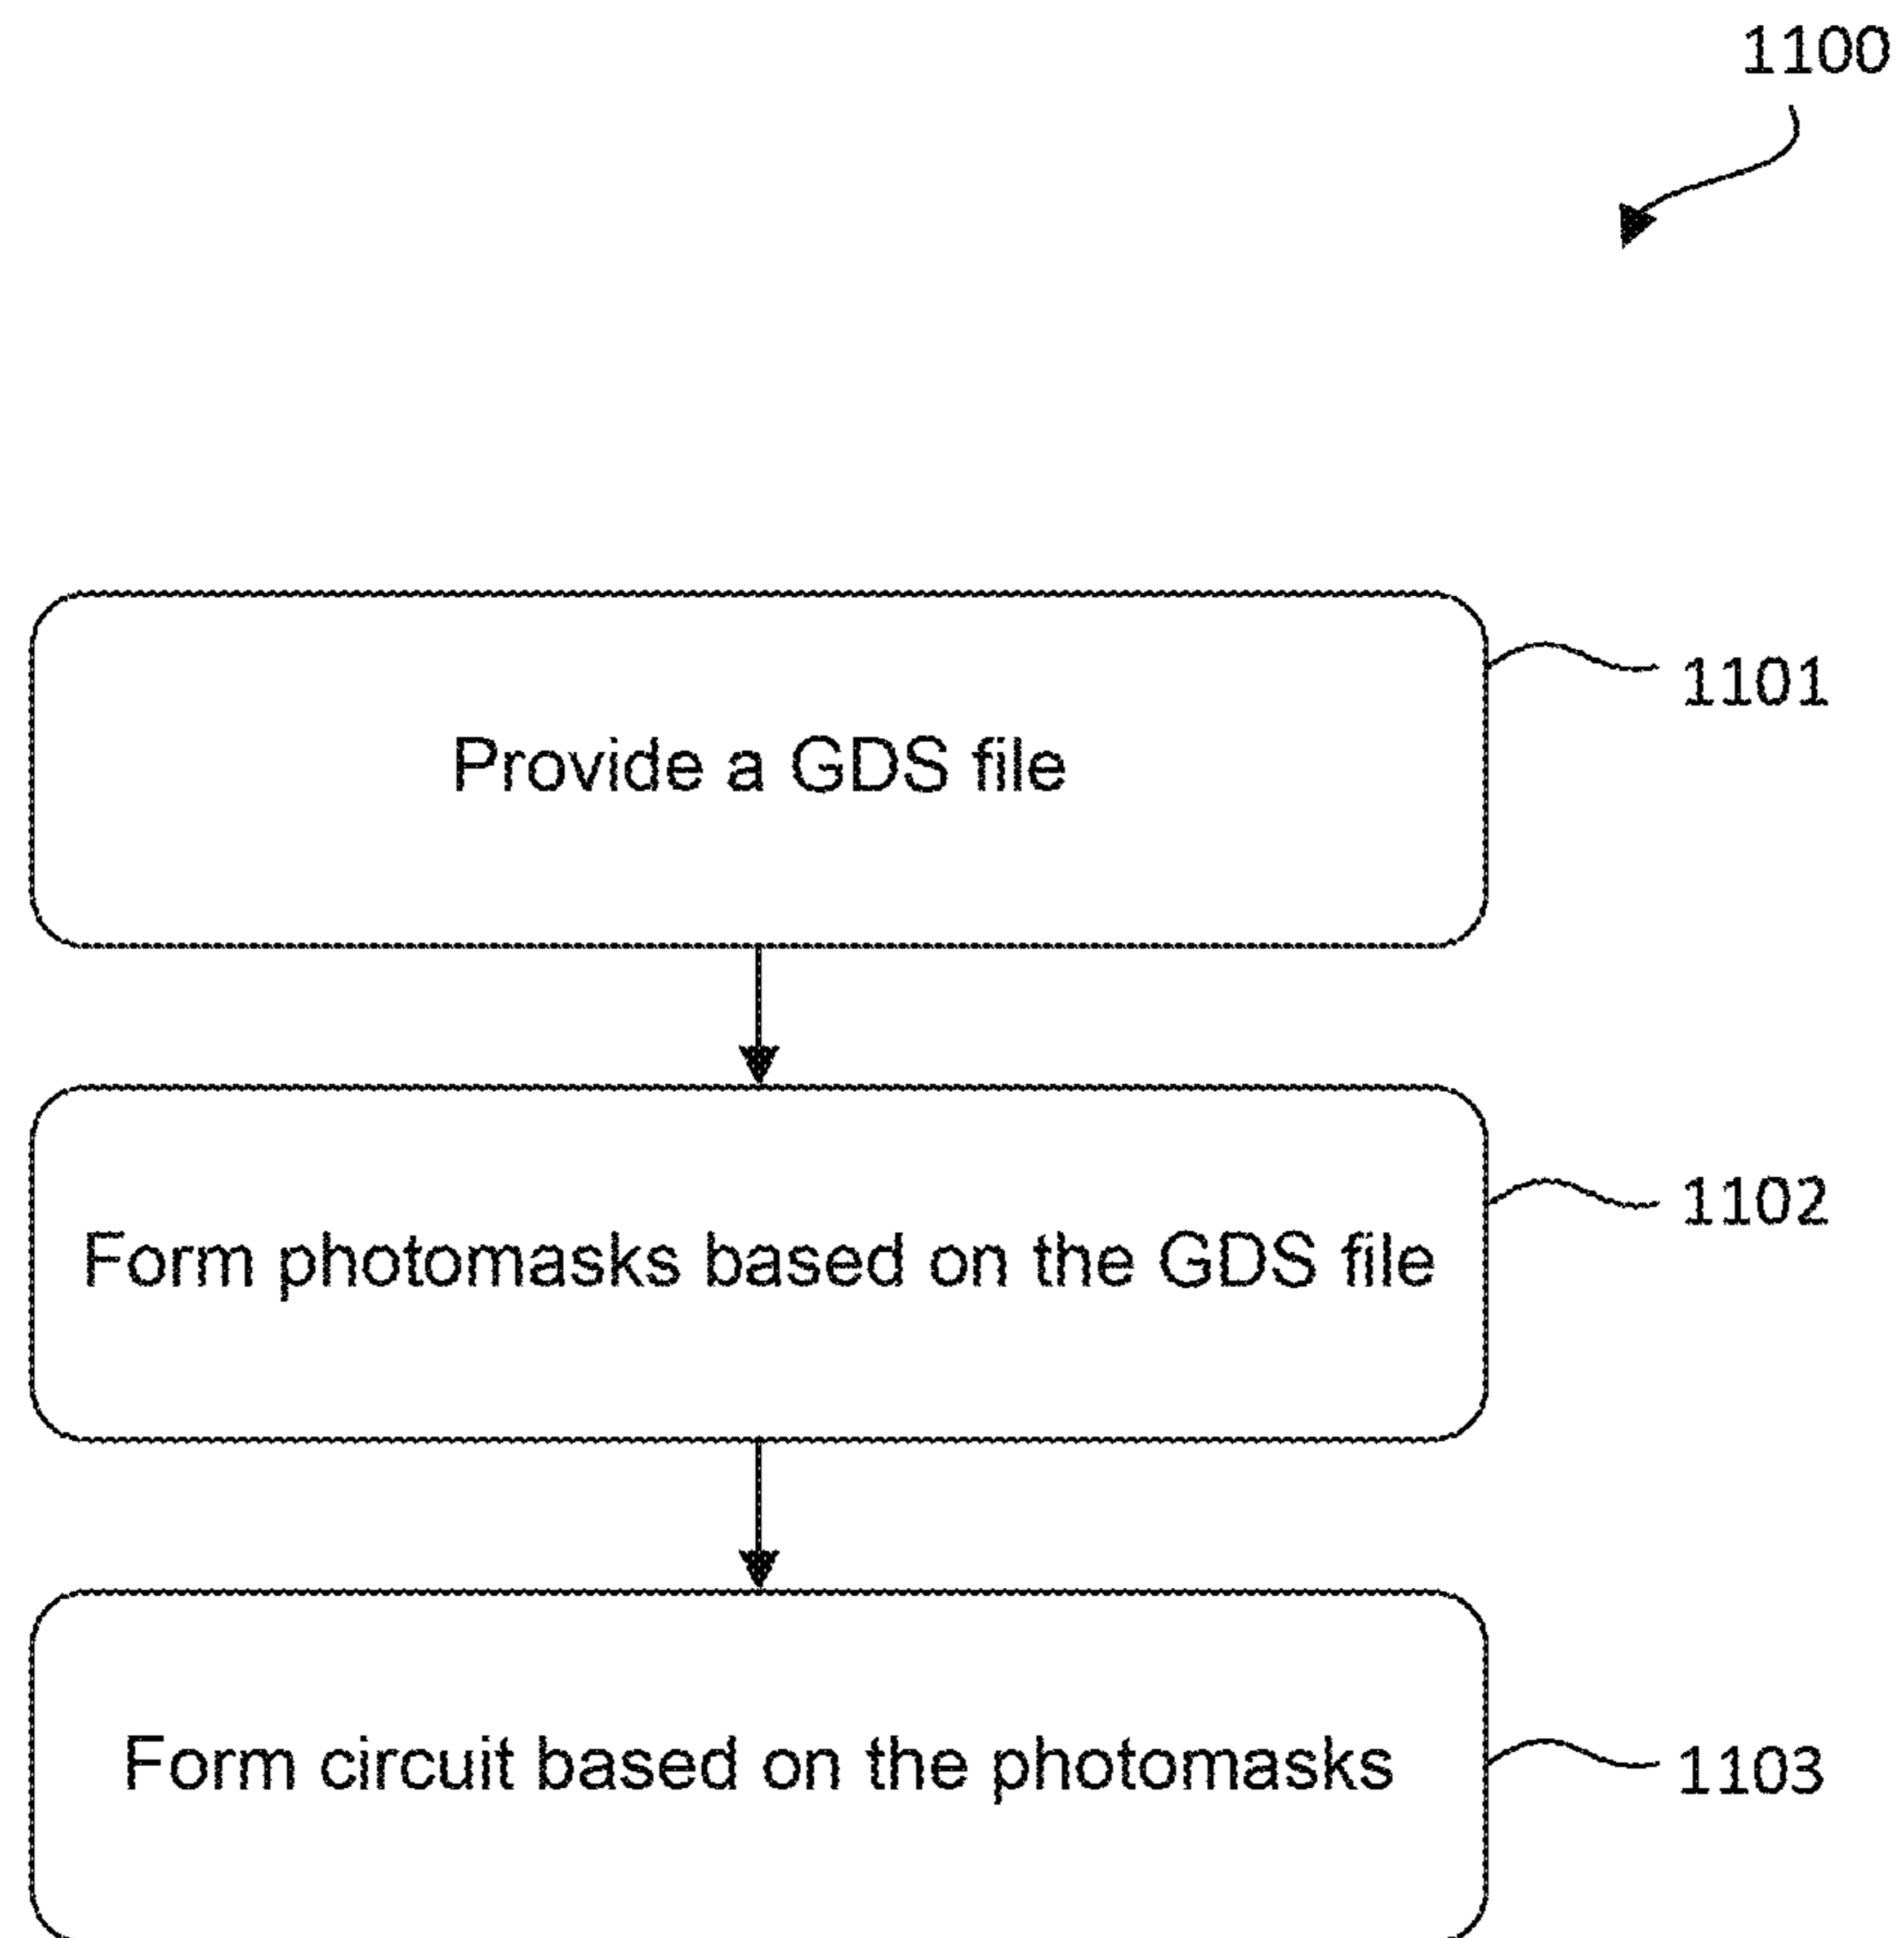 1100
Provide a GDS file
1101
Form photomasks based on the GDS file
1102
Form circuit based on the photomasks
1103